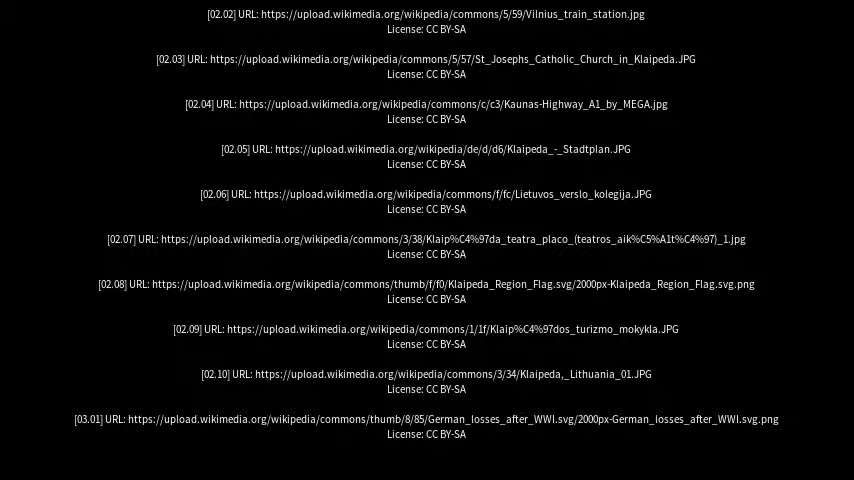 [02.02] URL: https://upload.wikimedia.org/wikipedia/commons/5/59/Vilnius_train_station.jpg
License: CC BY-SA
[02.03] URL: https://upload.wikimedia.org/wikipedia/commons/5/57/St_Josephs_Catholic_Church_in_Klaipeda.JPG
License: CC BY-SA
[02.04] URL: https://upload.wikimedia.org/wikipedia/commons/c/c3/Kaunas-Highway_A1_by_MEGA.jpg
License: CC BY-SA
[02.05] URL: https://upload.wikimedia.org/wikipedia/de/d/d6/Klaipeda_-_Stadtplan.JPG
License: CC BY-SA
[02.06] URL: https://upload.wikimedia.org/wikipedia/commons/f/fc/Lietuvos_verslo_kolegija.JPG
License: CC BY-SA
[02.07] URL: https://upload.wikimedia.org/wikipedia/commons/3/38/Klaip%C4%97da_teatra_placo_(teatros_aik%C5%A1t%C4%97)_1.jpg
License: CC BY-SA
[02.08] URL: https://upload.wikimedia.org/wikipedia/commons/thumb/f/f0/Klaipeda_Region_Flag.svg/2000px-Klaipeda_Region_Flag.svg.png
License: CC BY-SA
[02.09] URL: https://upload.wikimedia.org/wikipedia/commons/1/1f/Klaip%C4%97dos_turizmo_mokykla.JPG
License: CC BY-SA
[02.10] URL: https://upload.wikimedia.org/wikipedia/commons/3/34/Klaipeda,_Lithuania_01.JPG
License: CC BY-SA
[03.01] URL: https://upload.wikimedia.org/wikipedia/commons/thumb/8/85/German_losses_after_WWI.svg/2000px-German_losses_after_WWI.svg.png
License: CC BY-SA